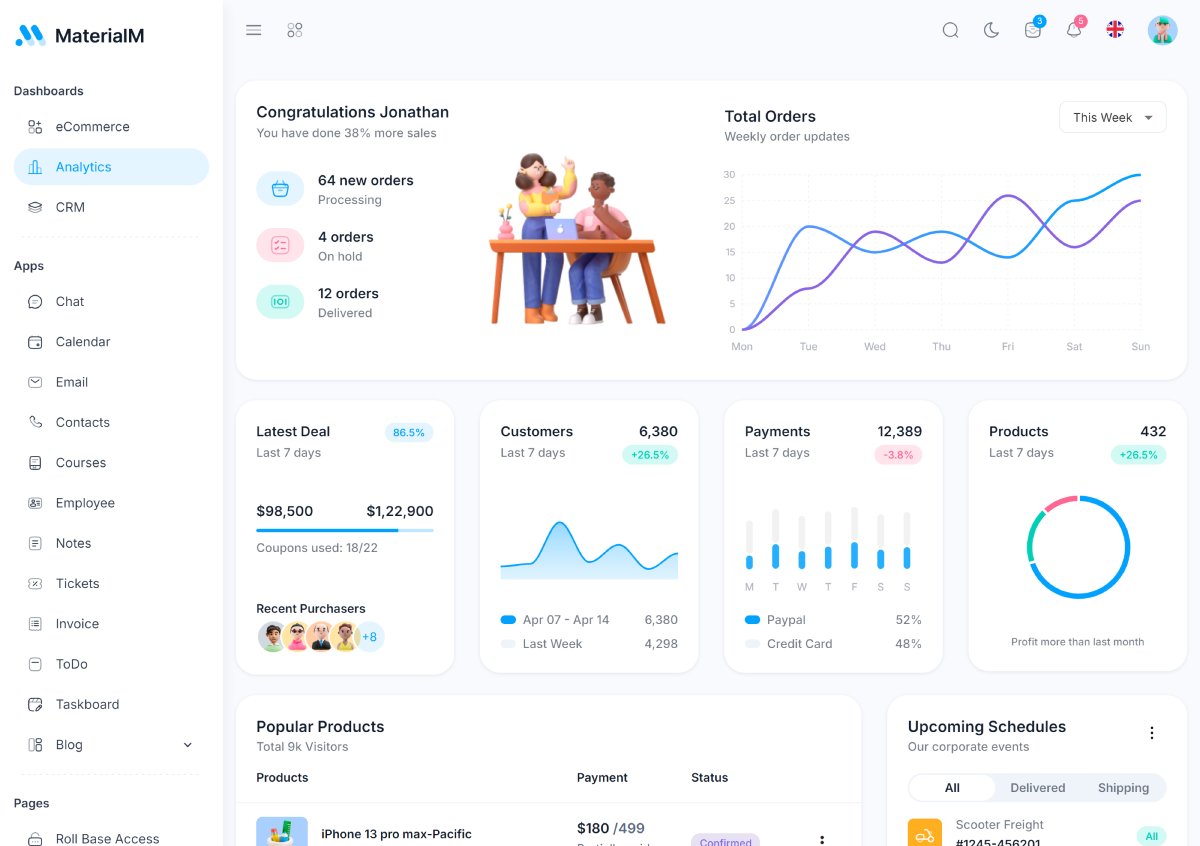 MaterialM
3
5
Dashboards
eCommerce
Analytics
CRM
Apps
Chat
Calendar
Email
Contacts
Courses
Employee
Notes
Tickets
Invoice
ToDo
Taskboard
Blog
Pages
Roll Base Access
Congratulations Jonathan
You have done 38% more sales
64 new orders
Processing
4 orders
On hold
12 orders
Delivered
Total Orders
Weekly order updates
This Week
30
25
20
15
10
5
0
Mon Tue Wed Thu Fri Sat Sun
Latest Deal
86.5%
Last 7 days
$98,500 $1,22,900
Coupons used: 18/22
Recent Purchasers
+8
Customers 6,380
Last 7 days +26.5%
Apr 07 - Apr 14 6,380
Last Week 4,298
Payments 12,389
Last 7 days -3.8%
M T W T F S S
Paypal 52%
Credit Card 48%
Products 432
Last 7 days +26.5%
Profit more than last month
Popular Products
Total 9k Visitors
Products Payment Status
iPhone 13 pro max-Pacific
$180 /499
Confirmed
Upcoming Schedules
Our corporate events
All Delivered Shipping
Scooter Freight
#1245-456201
All